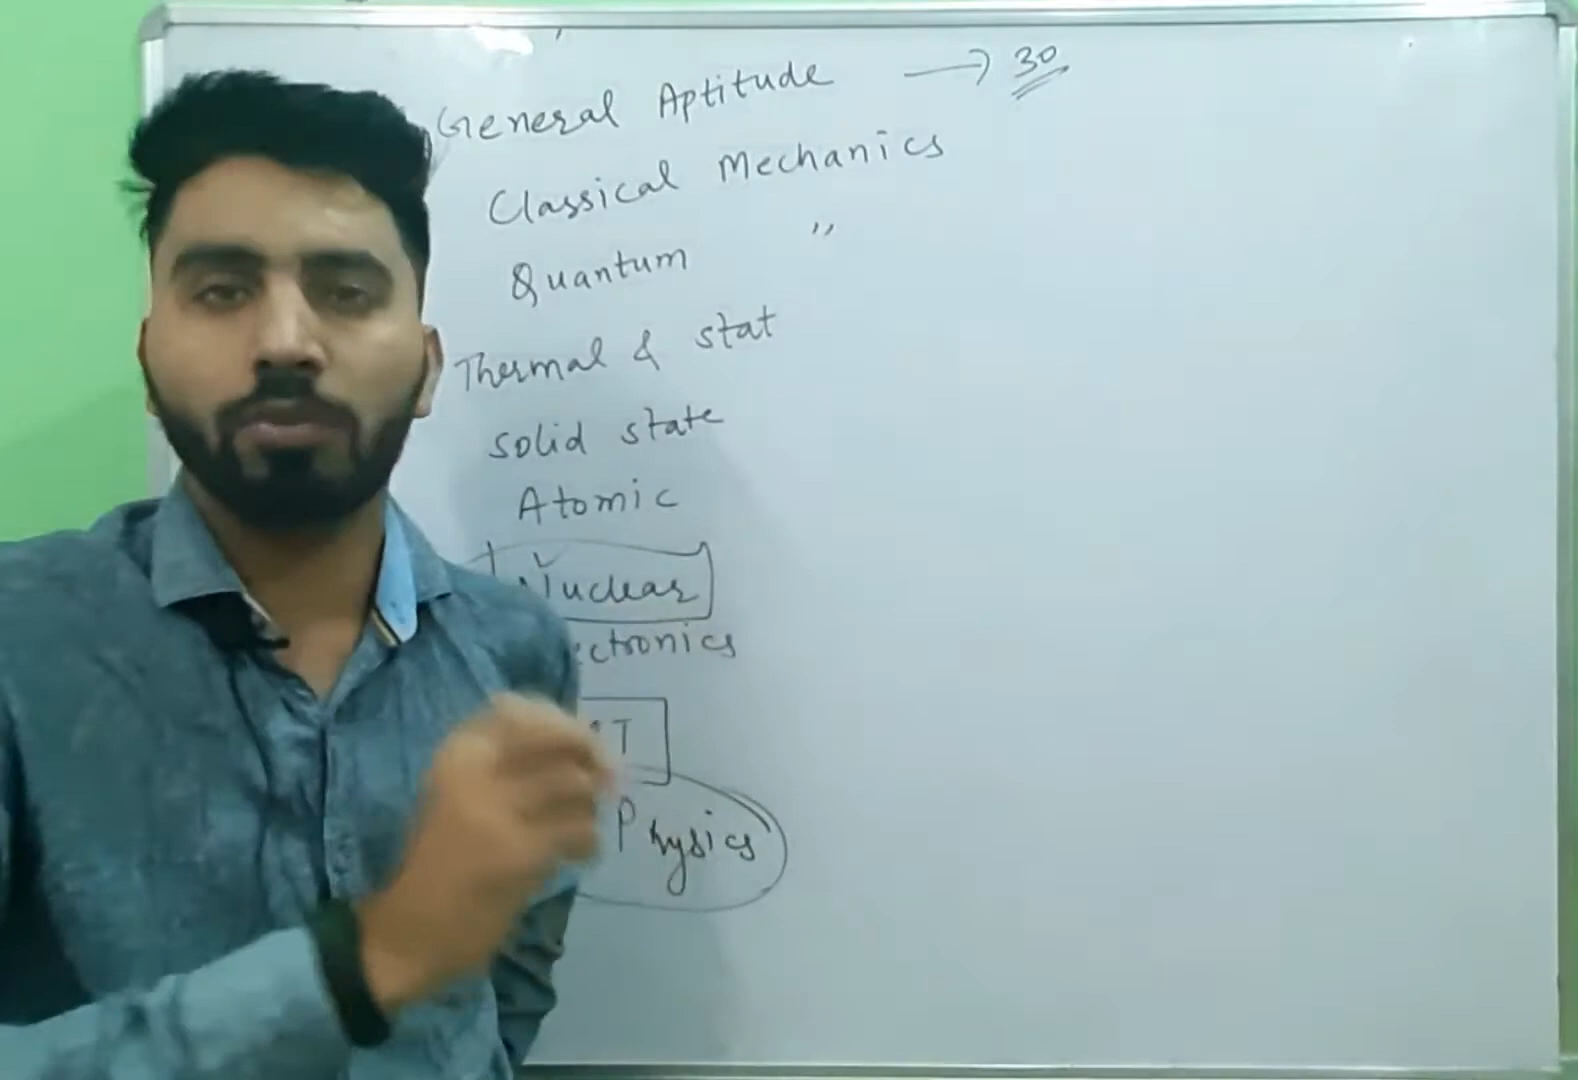 General Aptitude → 30
Classical Mechanics
Quantum "
Thermal & stat
Solid state
Atomic
Nuclear
ectronics
T
Physics